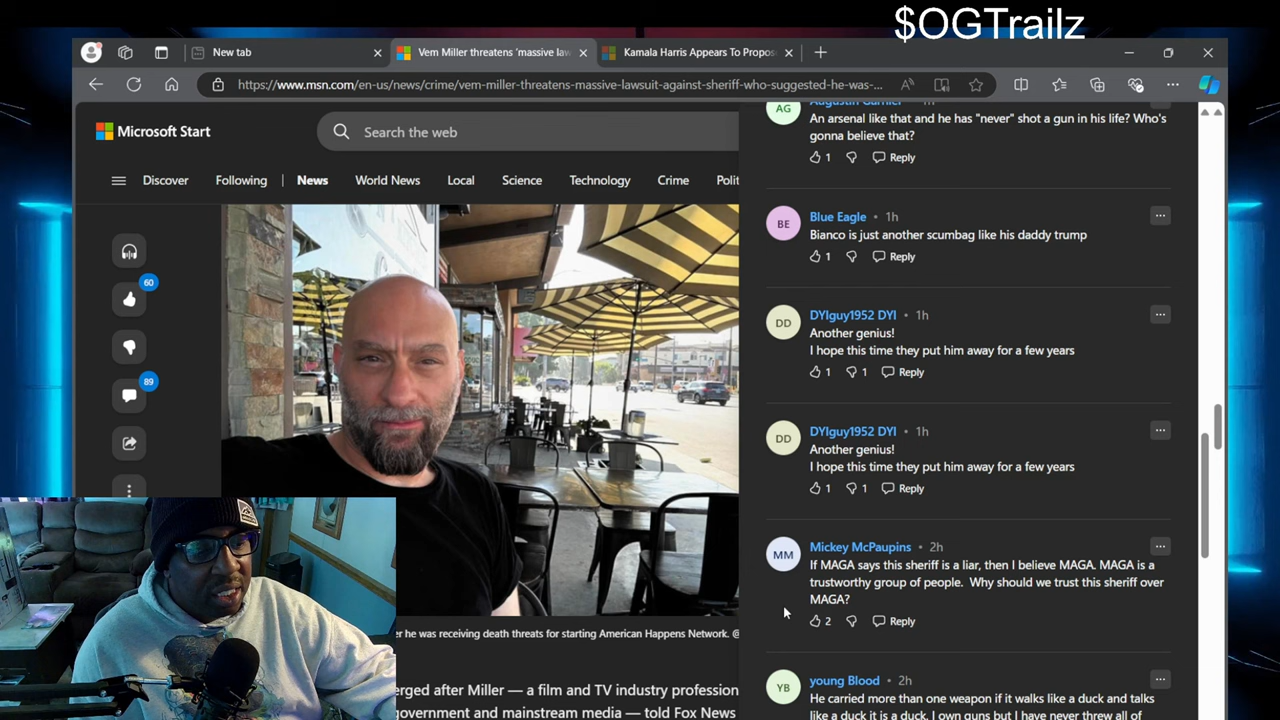 $OGTrailz
New tab
Vem Miller threatens 'massive law
Kamala Harris Appears To Propos
https://www.msn.com/en-us/news/crime/vem-miller-threatens-massive-lawsuit-against-sheriff-who-suggested-he-was-...
Microsoft Start
Search the web
Discover
Following
News
World News
Local
Science
Technology
Crime
Polit
60
89
er he was receiving death threats for starting American Happens Network. @
erged after Miller — a film and TV industry profession
government and mainstream media — told Fox News
AG
Augustin Garnier
An arsenal like that and he has "never" shot a gun in his life? Who's
gonna believe that?
1 Reply
BE
Blue Eagle • 1h
Bianco is just another scumbag like his daddy trump
1 Reply
DD
DYIguy1952 DYI • 1h
Another genius!
I hope this time they put him away for a few years
1 1 Reply
DD
DYIguy1952 DYI • 1h
Another genius!
I hope this time they put him away for a few years
1 1 Reply
MM
Mickey McPaupins • 2h
If MAGA says this sheriff is a liar, then I believe MAGA. MAGA is a
trustworthy group of people. Why should we trust this sheriff over
MAGA?
2 Reply
YB
young Blood • 2h
He carried more than one weapon if it walks like a duck and talks
like a duck it is a duck. I own guns but I have never threw all of